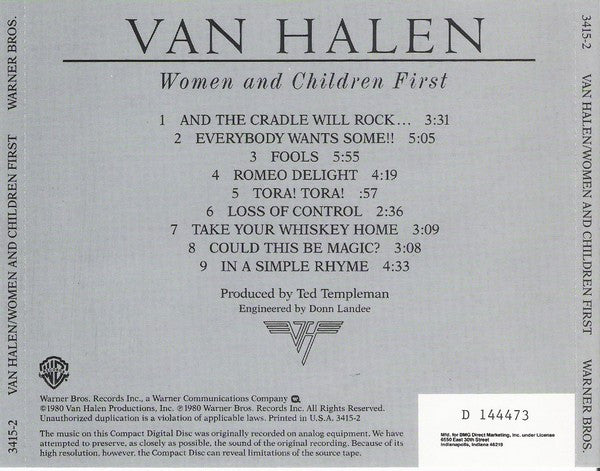 VAN HALEN
Women and Children First
1 AND THE CRADLE WILL ROCK... 3:31
2 EVERYBODY WANTS SOME!! 5:05
3 FOOLS 5:55
4 ROMEO DELIGHT 4:19
5 TORA! TORA! :57
6 LOSS OF CONTROL 2:36
7 TAKE YOUR WHISKEY HOME 3:09
8 COULD THIS BE MAGIC? 3:08
9 IN A SIMPLE RHYME 4:33
Produced by Ted Templeman
Engineered by Donn Landee
VH
WB
Warner Bros. Records Inc., a Warner Communications Company
©1980 Van Halen Productions, Inc. ℗1980 Warner Bros. Records Inc. All Rights Reserved.
Unauthorized duplication is a violation of applicable laws. Printed in U.S.A. 3415-2
The music on this Compact Digital Disc was originally recorded on analog equipment. We have
attempted to preserve, as closely as possible, the sound of the original recording. Because of its
high resolution, however, the Compact Disc can reveal limitations of the source tape.
D 144473
Mfd. for BMG Direct Marketing, Inc. under License
6550 East 30th Street
Indianapolis, Indiana 46219
3415-2 VAN HALEN/WOMEN AND CHILDREN FIRST WARNER BROS.
3415-2 VAN HALEN/WOMEN AND CHILDREN FIRST WARNER BROS.